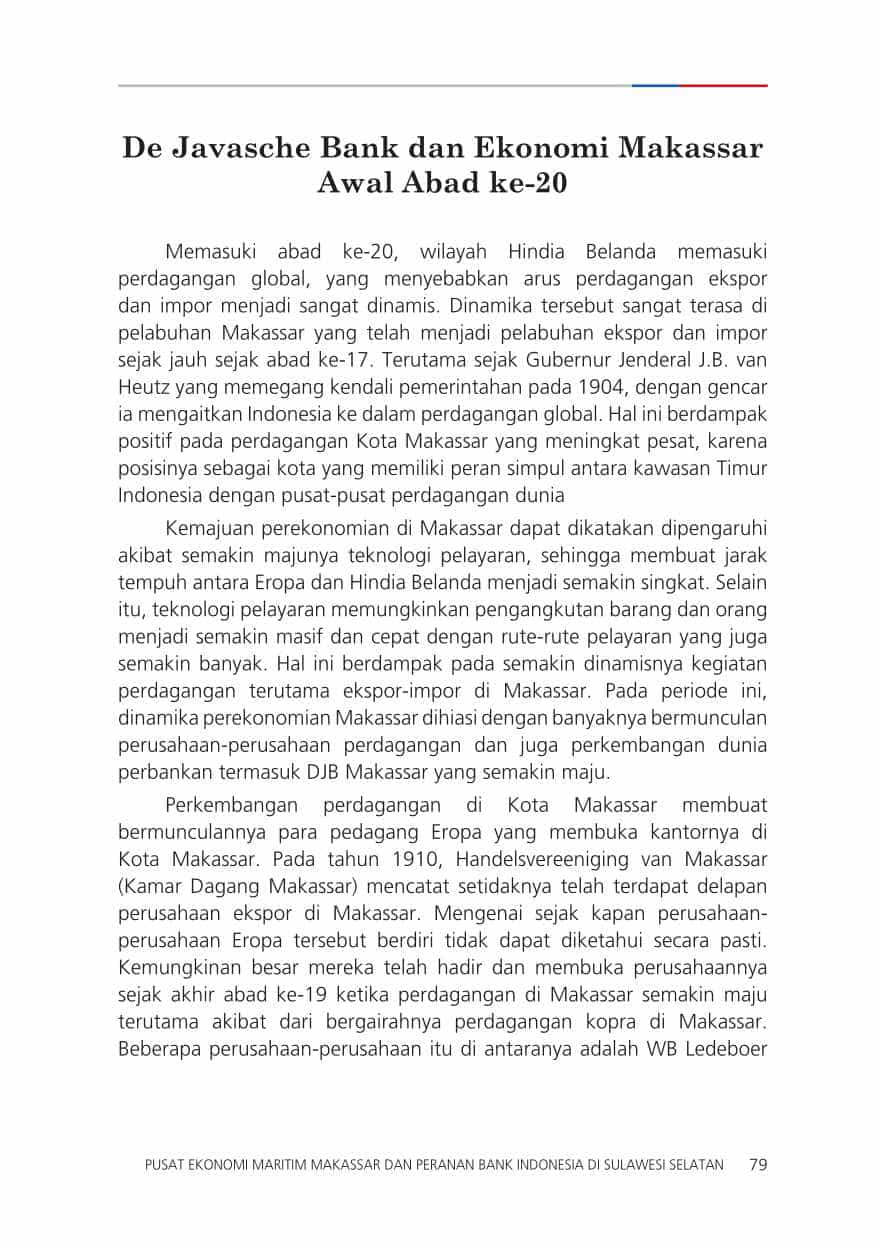 De Javasche Bank dan Ekonomi Makassar
Awal Abad ke-20
Memasuki abad ke-20, wilayah Hindia Belanda memasuki
perdagangan global, yang menyebabkan arus perdagangan ekspor
dan impor menjadi sangat dinamis. Dinamika tersebut sangat terasa di
pelabuhan Makassar yang telah menjadi pelabuhan ekspor dan impor
sejak jauh sejak abad ke-17. Terutama sejak Gubernur Jenderal J.B. van
Heutz yang memegang kendali pemerintahan pada 1904, dengan gencar
ia mengaitkan Indonesia ke dalam perdagangan global. Hal ini berdampak
positif pada perdagangan Kota Makassar yang meningkat pesat, karena
posisinya sebagai kota yang memiliki peran simpul antara kawasan Timur
Indonesia dengan pusat-pusat perdagangan dunia
Kemajuan perekonomian di Makassar dapat dikatakan dipengaruhi
akibat semakin majunya teknologi pelayaran, sehingga membuat jarak
tempuh antara Eropa dan Hindia Belanda menjadi semakin singkat. Selain
itu, teknologi pelayaran memungkinkan pengangkutan barang dan orang
menjadi semakin masif dan cepat dengan rute-rute pelayaran yang juga
semakin banyak. Hal ini berdampak pada semakin dinamisnya kegiatan
perdagangan terutama ekspor-impor di Makassar. Pada periode ini,
dinamika perekonomian Makassar dihiasi dengan banyaknya bermunculan
perusahaan-perusahaan perdagangan dan juga perkembangan dunia
perbankan termasuk DJB Makassar yang semakin maju.
Perkembangan perdagangan di Kota Makassar membuat
bermunculannya para pedagang Eropa yang membuka kantornya di
Kota Makassar. Pada tahun 1910, Handelsvereeniging van Makassar
(Kamar Dagang Makassar) mencatat setidaknya telah terdapat delapan
perusahaan ekspor di Makassar. Mengenai sejak kapan perusahaan-
perusahaan Eropa tersebut berdiri tidak dapat diketahui secara pasti.
Kemungkinan besar mereka telah hadir dan membuka perusahaannya
sejak akhir abad ke-19 ketika perdagangan di Makassar semakin maju
terutama akibat dari bergairahnya perdagangan kopra di Makassar.
Beberapa perusahaan-perusahaan itu di antaranya adalah WB Ledeboer
PUSAT EKONOMI MARITIM MAKASSAR DAN PERANAN BANK INDONESIA DI SULAWESI SELATAN 79